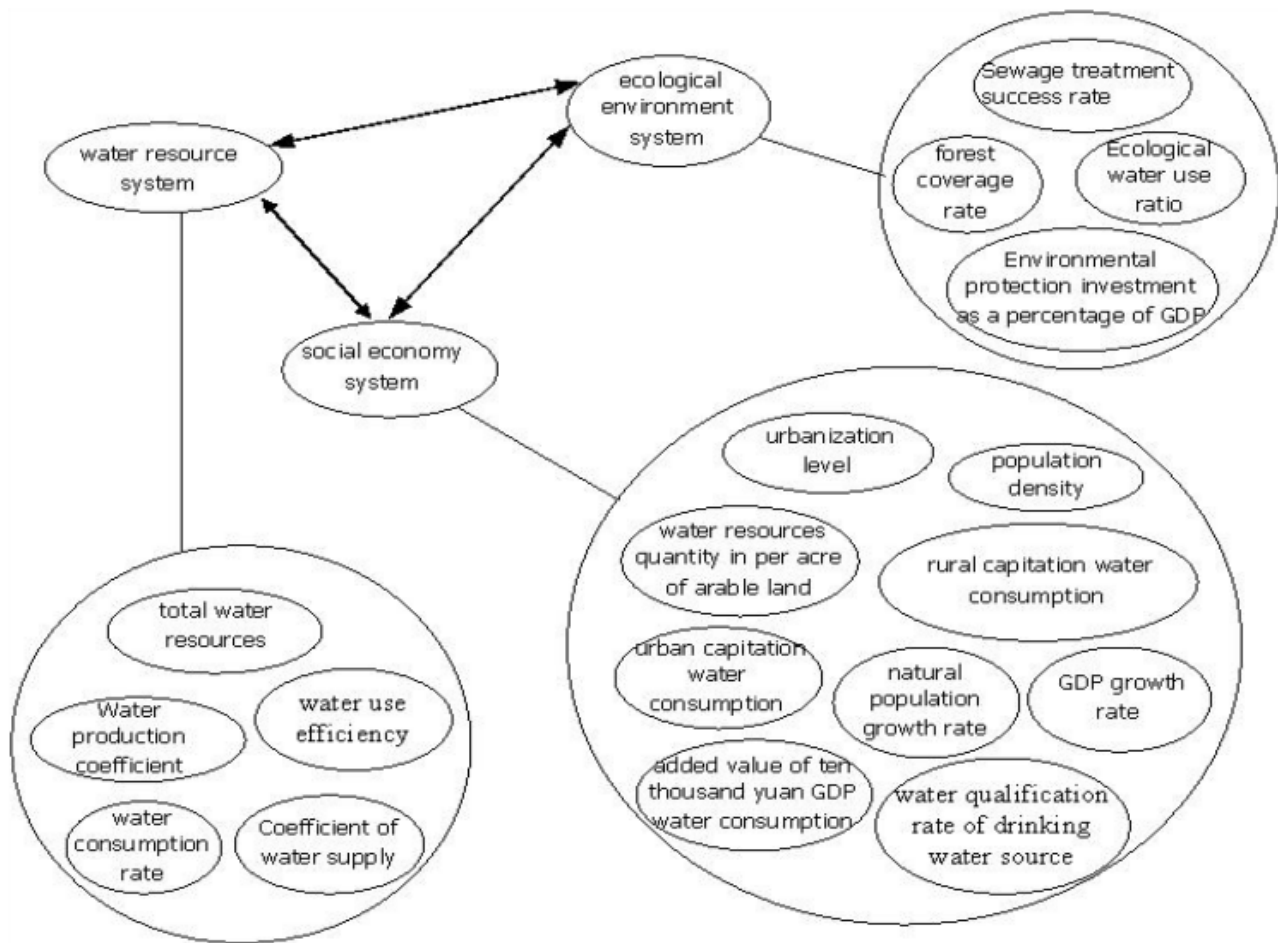 ecological
environment
system
water resource
system
social economy
system
Sewage treatment
success rate
forest
coverage
rate
Ecological
water use
ratio
Environmental
protection investment
as a percentage of GDP
urbanization
level
population
density
water resources
quantity in per acre
of arable land
rural capitation water
consumption
urban capitation
water
consumption
natural
population
growth rate
GDP growth
rate
added value of ten
thousand yuan GDP
water consumption
water qualification
rate of drinking
water source
total water
resources
Water
production
coefficient
water use
efficiency
water
consumption
rate
Coefficient of
water supply